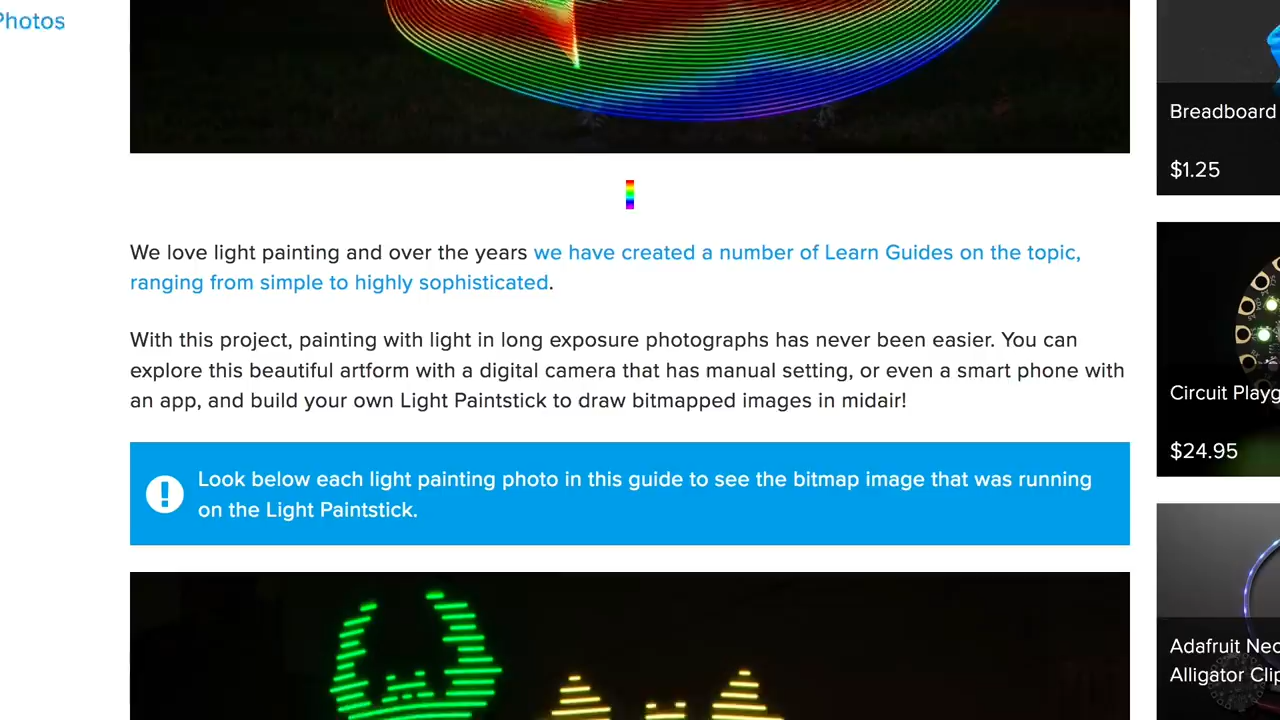 Photos
We love light painting and over the years we have created a number of Learn Guides on the topic,
ranging from simple to highly sophisticated.
With this project, painting with light in long exposure photographs has never been easier. You can
explore this beautiful artform with a digital camera that has manual setting, or even a smart phone with
an app, and build your own Light Paintstick to draw bitmapped images in midair!
Look below each light painting photo in this guide to see the bitmap image that was running
on the Light Paintstick.
Breadboard
$1.25
Circuit Playg
$24.95
Adafruit Neo
Alligator Clip